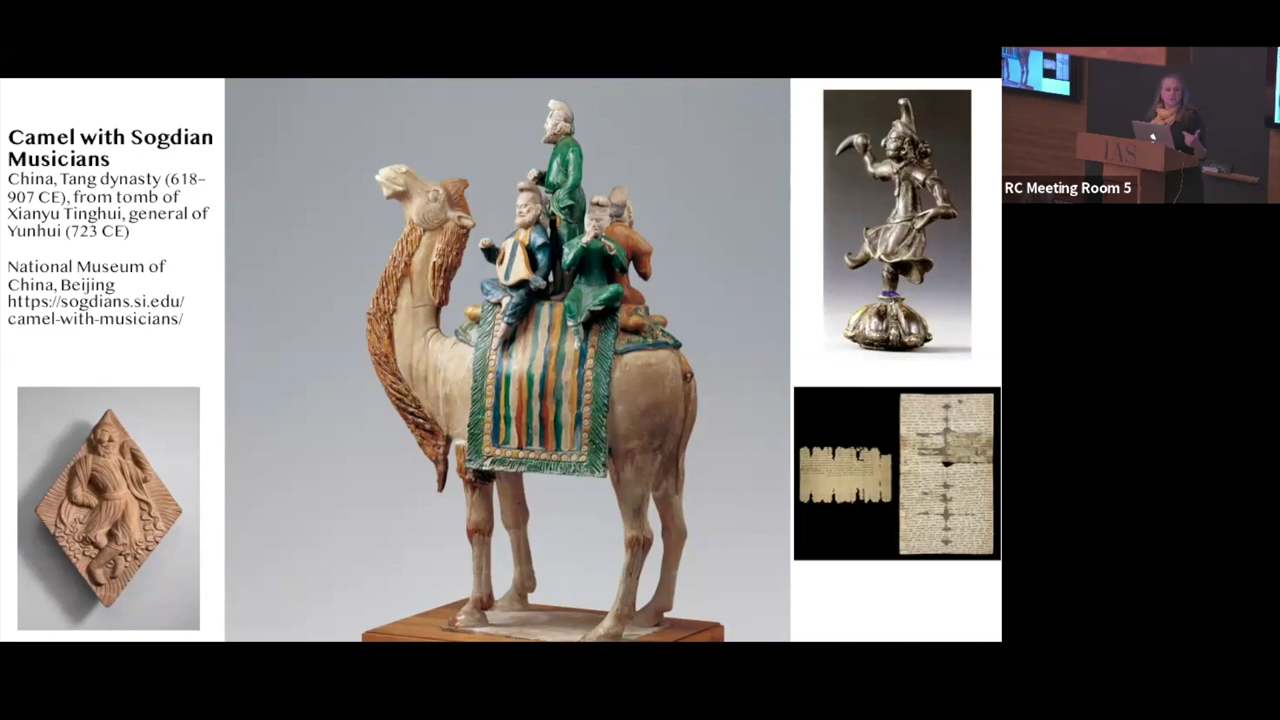 Camel with Sogdian
Musicians
China, Tang dynasty (618–
907 CE), from tomb of
Xianyu Tinghui, general of
Yunhui (723 CE)
National Museum of
China, Beijing
https://sogdians.si.edu/
camel-with-musicians/
IAS
RC Meeting Room 5